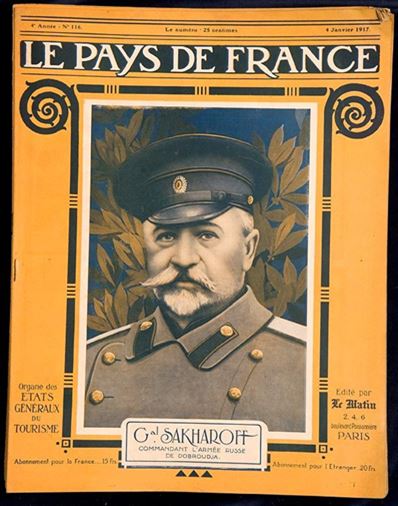 4e Année - N° 116.
Le numéro - 25 centimes
4 Janvier 1917.
LE PAYS DE FRANCE
Organe des
ETATS
GÉNÉRAUX
DU
TOURISME
Edité par
Le Matin
2. 4. 6
boulevard Poissonnière
PARIS
Gal SAKHAROFF
COMMANDANT L'ARMÉE RUSSE
DE DOBROUDJA.
Abonnement pour la France.... 15 Frs
Abonnement pour l'Etranger. 20 Frs.